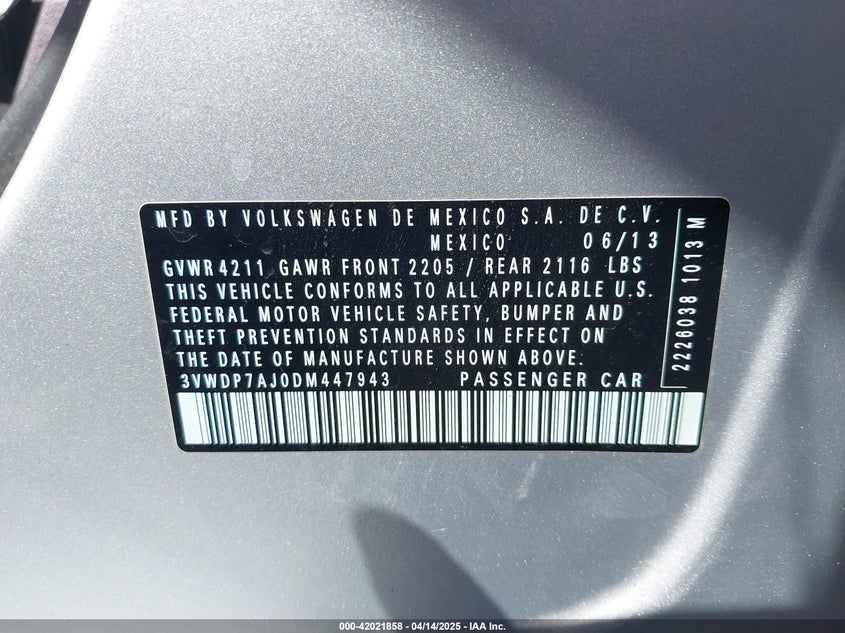 MFD BY VOLKSWAGEN DE MEXICO S.A. DE C.V.
MEXICO 06/13
GVWR 4211 GAWR FRONT 2205 / REAR 2116 LBS
THIS VEHICLE CONFORMS TO ALL APPLICABLE U.S.
FEDERAL MOTOR VEHICLE SAFETY, BUMPER AND
THEFT PREVENTION STANDARDS IN EFFECT ON
THE DATE OF MANUFACTURE SHOWN ABOVE.
3VWDP7AJ0DM447943 PASSENGER CAR
2226038 1013 M
000-42021858 - 04/14/2025 - IAA Inc.